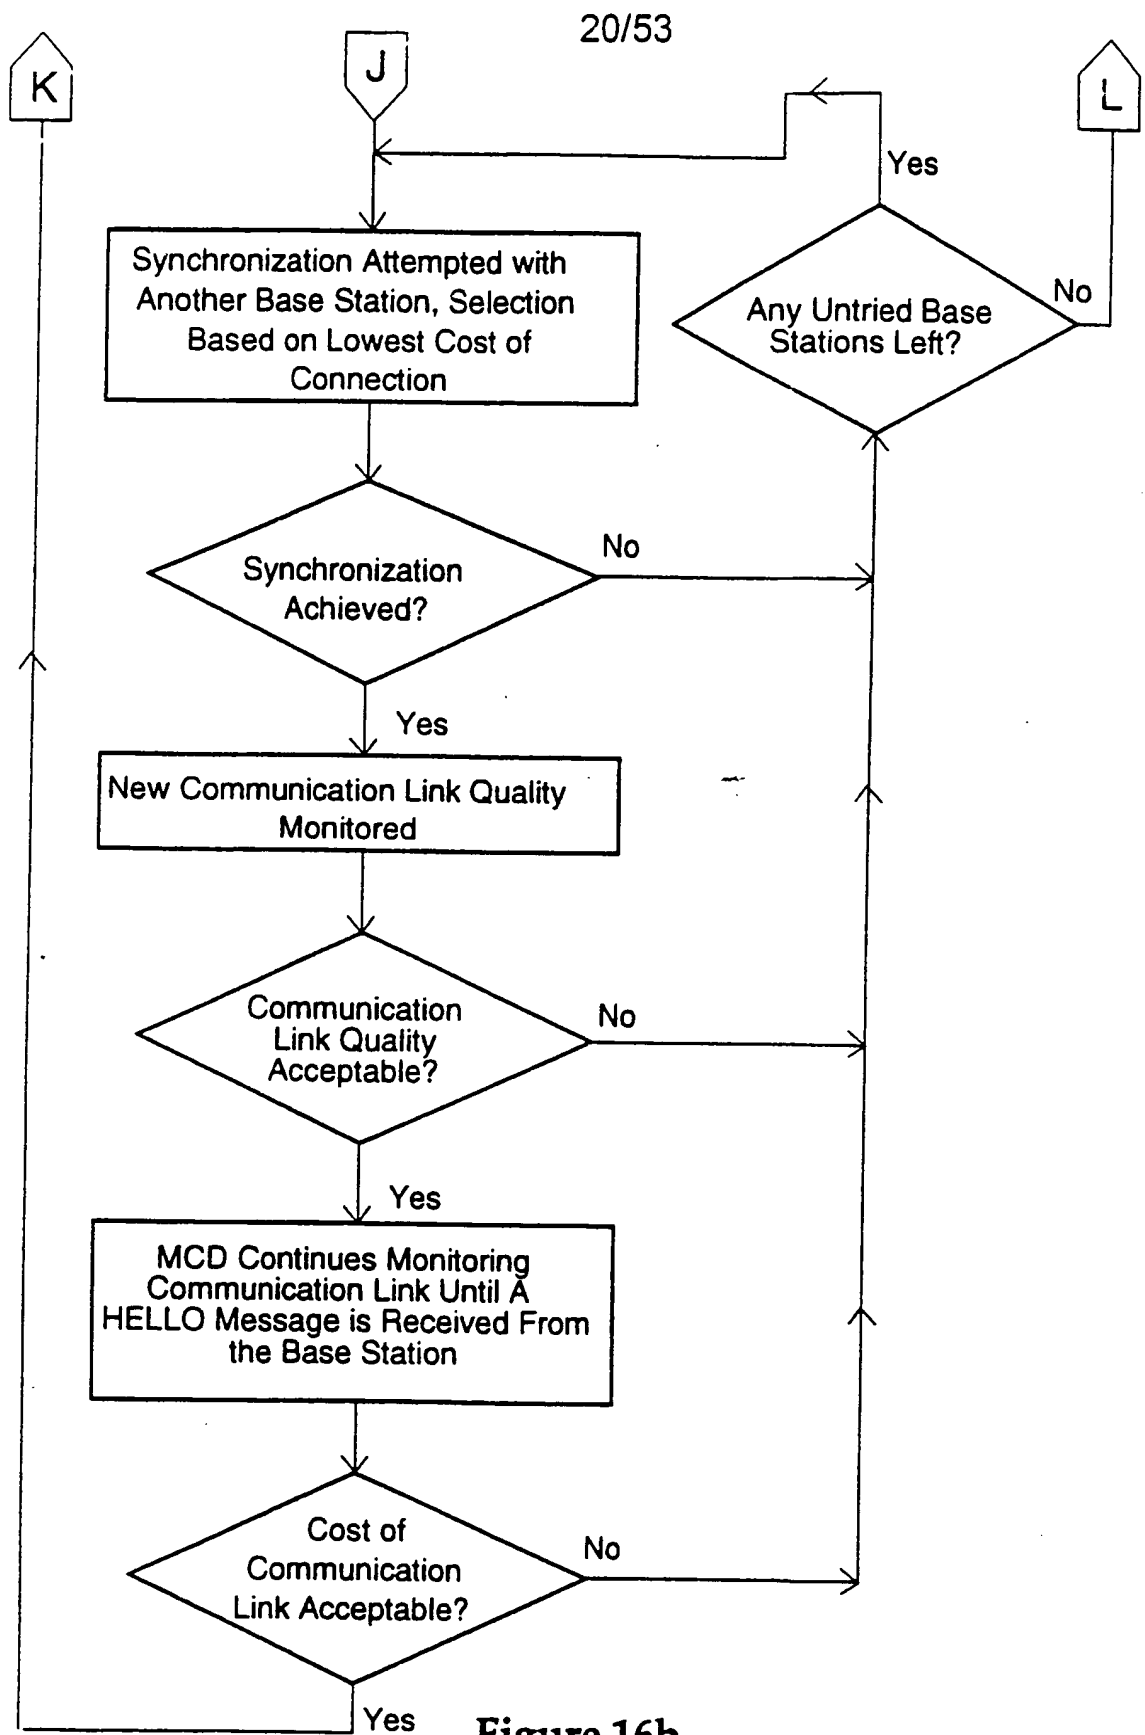 20/53
K
J
L
Yes
Synchronization Attempted with
Another Base Station, Selection
Based on Lowest Cost of
Connection
Any Untried Base
Stations Left?
No
Synchronization
Achieved?
No
Yes
New Communication Link Quality
Monitored
Communication
Link Quality
Acceptable?
No
Yes
MCD Continues Monitoring
Communication Link Until A
HELLO Message is Received From
the Base Station
Cost of
Communication
Link Acceptable?
No
Yes
Figure 16b